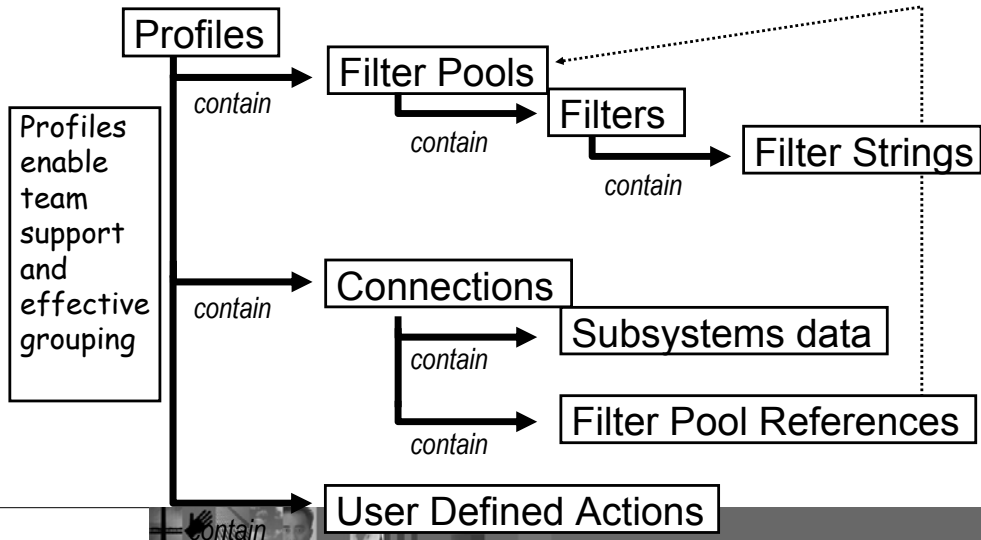 Profiles
contain
Filter Pools
contain
Filters
contain
Filter Strings
Profiles
enable
team
support
and
effective
grouping
contain
Connections
contain
Subsystems data
contain
Filter Pool References
contain
User Defined Actions